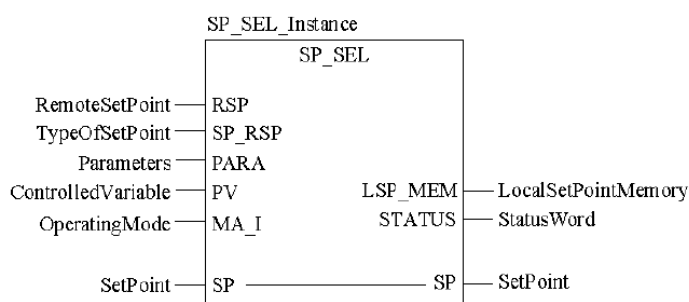 SP_SEL_Instance
SP_SEL
RemoteSetPoint RSP
TypeOfSetPoint SP_RSP
Parameters PARA
ControlledVariable PV LSP_MEM LocalSetPointMemory
OperatingMode MA_I STATUS StatusWord
SetPoint SP SP SetPoint